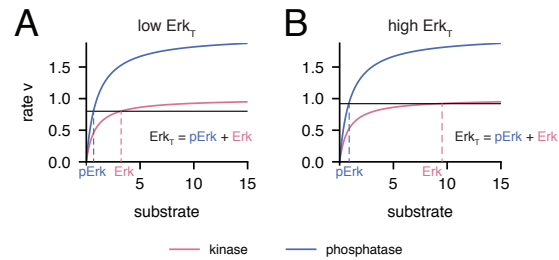 A
low ErkT
rate v
1.5
1.0
0.5
0.0
ErkT = pErk + Erk
pErk
Erk
5
10
15
substrate
B
high ErkT
1.5
1.0
0.5
0.0
ErkT = pErk + Erk
pErk
Erk
5
10
15
substrate
kinase
phosphatase